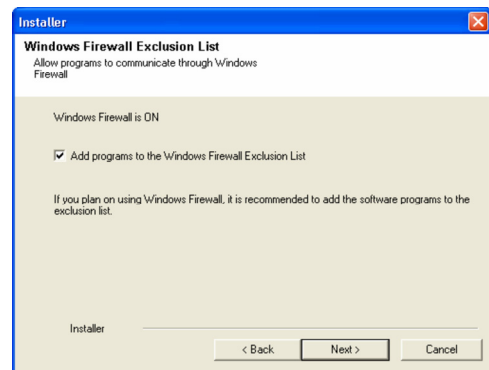 Installer
Windows Firewall Exclusion List
Allow programs to communicate through Windows
Firewall
Windows Firewall is ON
Add programs to the Windows Firewall Exclusion List
If you plan on using Windows Firewall, it is recommended to add the software programs to the
exclusion list.
Installer
< Back Next > Cancel